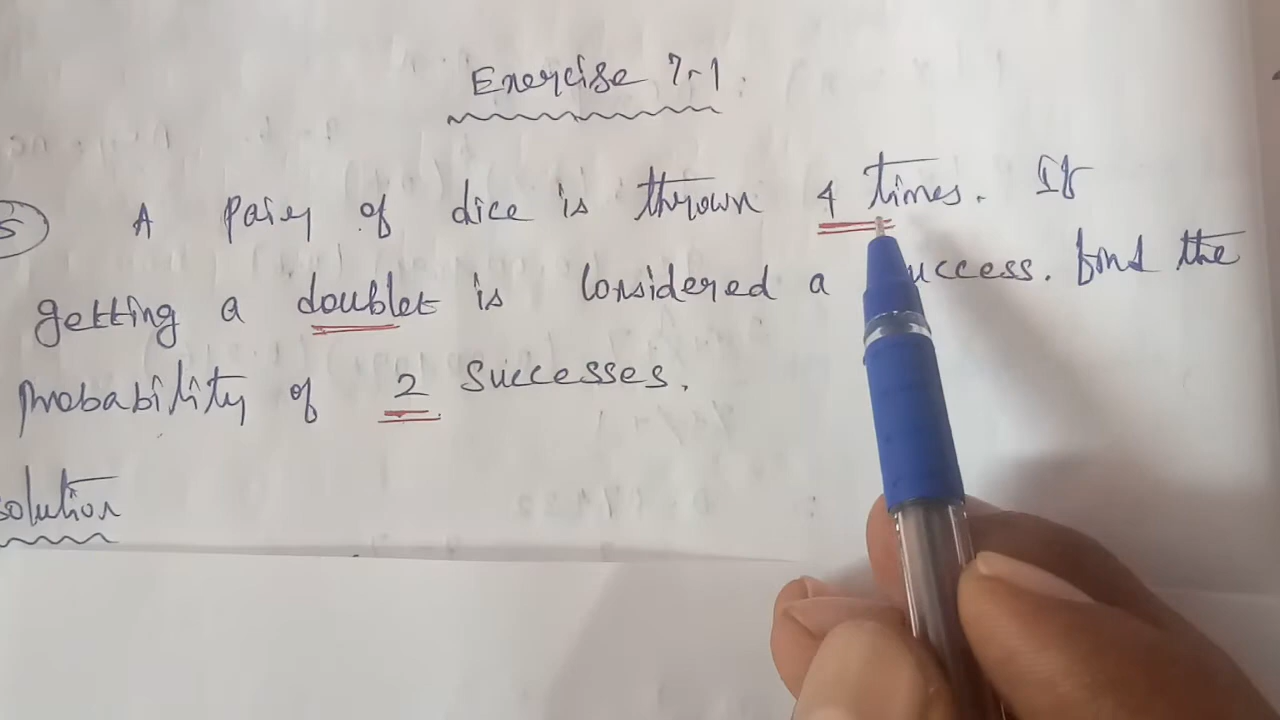 Exercise 7.1
5 A pair of dice is thrown 4 times. If
getting a doublet is considered a success. find the
probability of 2 successes.
solution